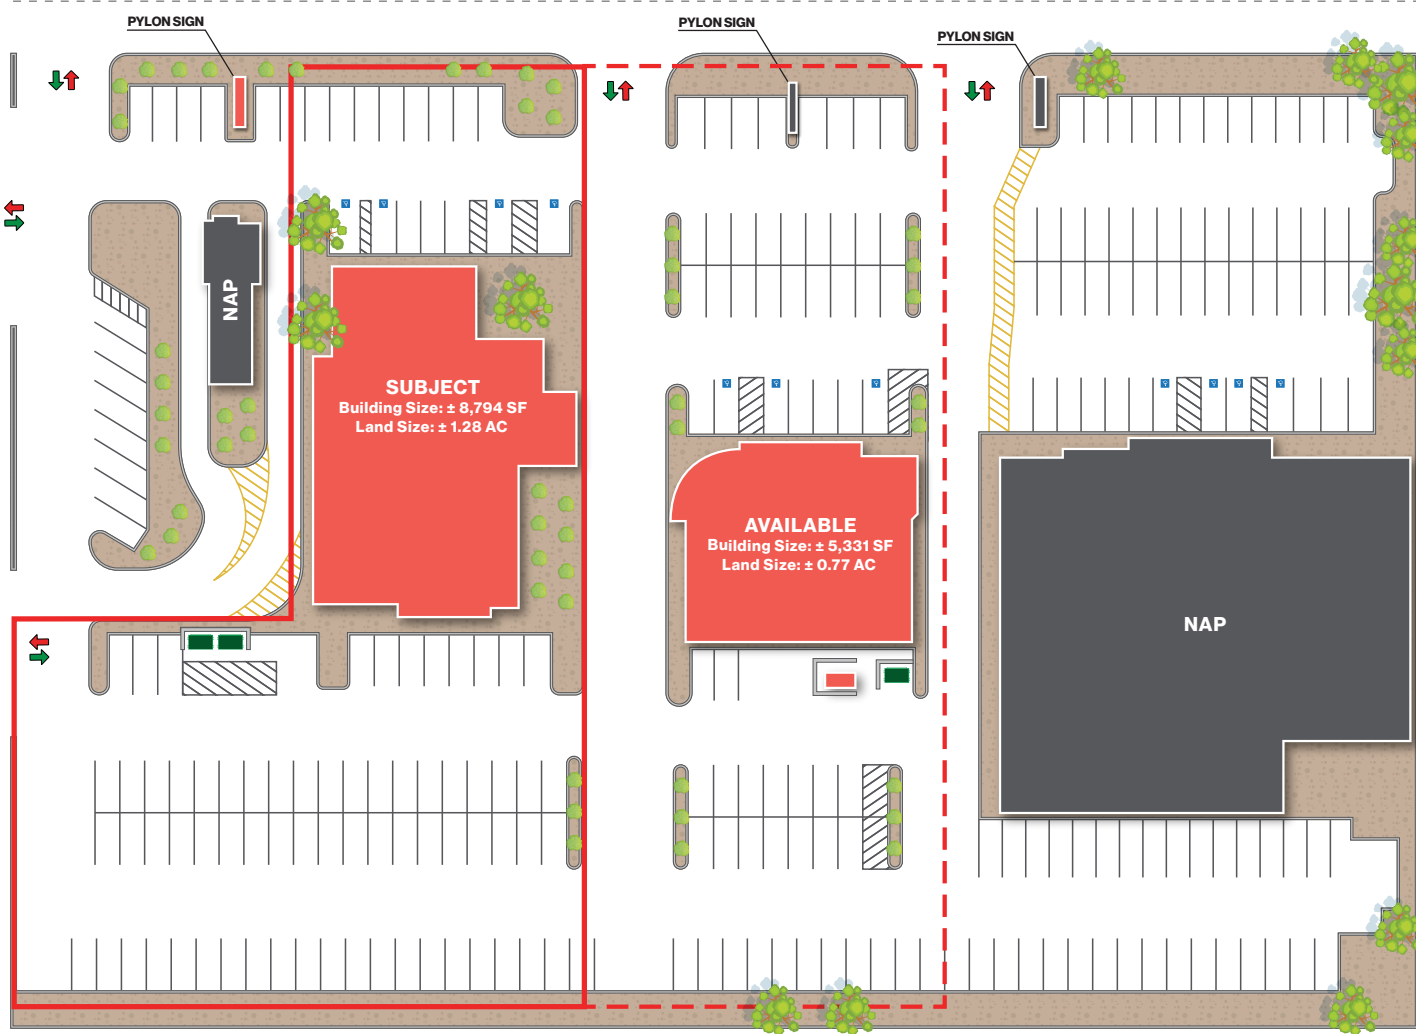 PYLON SIGN
PYLON SIGN
PYLON SIGN
NAP
SUBJECT
Building Size: ± 8,794 SF
Land Size: ± 1.28 AC
AVAILABLE
Building Size: ± 5,331 SF
Land Size: ± 0.77 AC
NAP